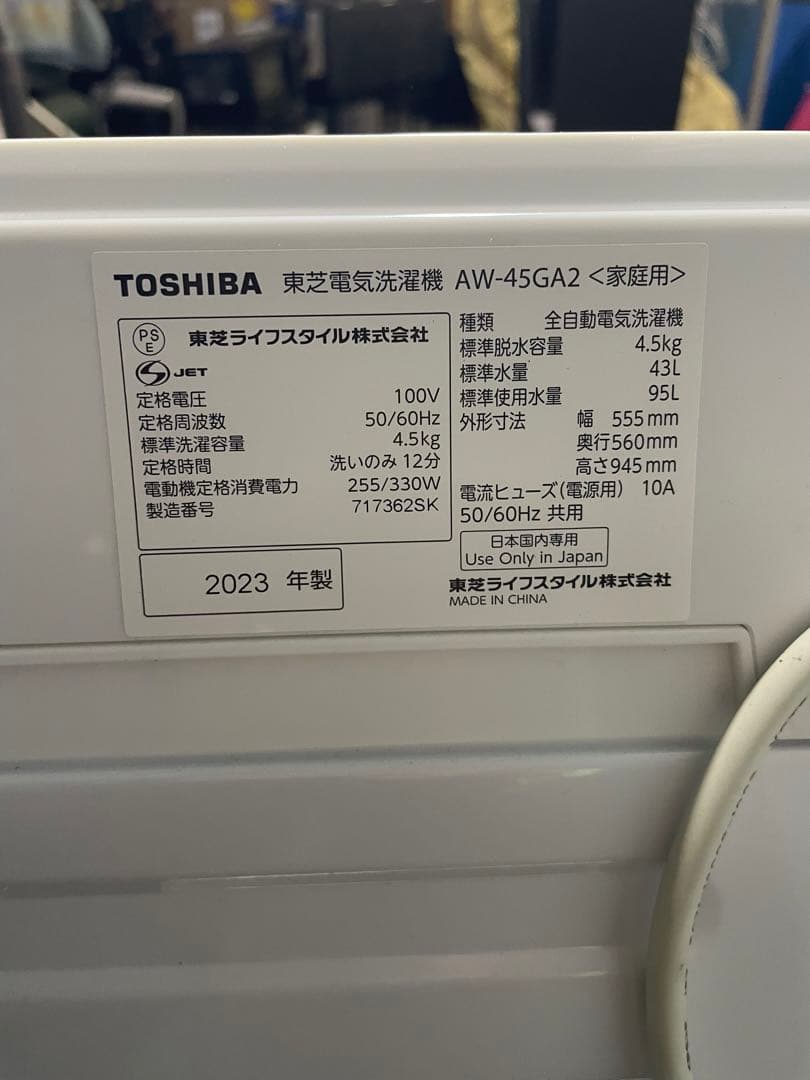 TOSHIBA 東芝電気洗濯機 AW-45GA2 <家庭用>
PS
E
東芝ライフスタイル株式会社
S JET
定格電圧 100V
定格周波数 50/60Hz
標準洗濯容量 4.5kg
定格時間 洗いのみ 12分
電動機定格消費電力 255/330W
製造番号 717362SK
2023 年製
種類 全自動電気洗濯機
標準脱水容量 4.5kg
標準水量 43L
標準使用水量 95L
外形寸法 幅 555mm
奥行560mm
高さ945mm
電流ヒューズ(電源用) 10A
50/60Hz 共用
日本国内専用
Use Only in Japan
東芝ライフスタイル株式会社
MADE IN CHINA